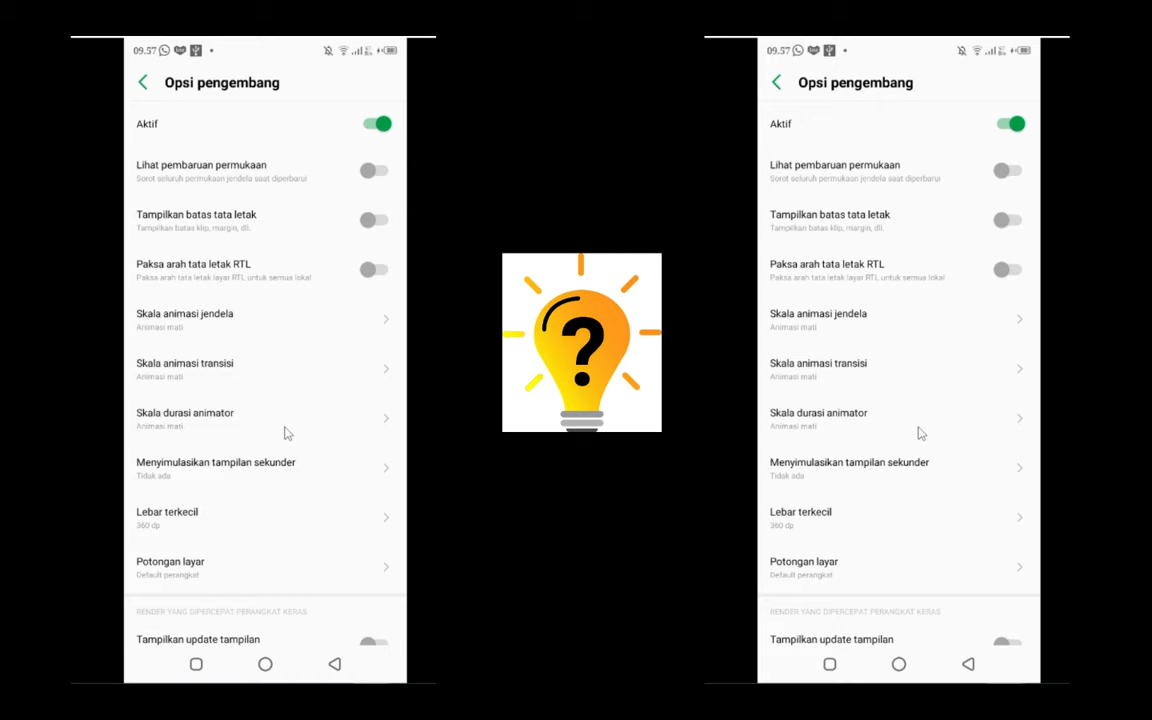 09.57
Opsi pengembang
Aktif
Lihat pembaruan permukaan
Sorot seluruh permukaan jendela saat diperbarui
Tampilkan batas tata letak
Tampilkan batas klip, margin, dll.
Paksa arah tata letak RTL
Paksa arah tata letak layar RTL untuk semua lokal
Skala animasi jendela
Animasi mati
Skala animasi transisi
Animasi mati
Skala durasi animator
Animasi mati
Menyimulasikan tampilan sekunder
Tidak ada
Lebar terkecil
360 dp
Potongan layar
Default perangkat
RENDER YANG DIPERCEPAT PERANGKAT KERAS
Tampilkan update tampilan
?
09.57
Opsi pengembang
Aktif
Lihat pembaruan permukaan
Sorot seluruh permukaan jendela saat diperbarui
Tampilkan batas tata letak
Tampilkan batas klip, margin, dll.
Paksa arah tata letak RTL
Paksa arah tata letak layar RTL untuk semua lokal
Skala animasi jendela
Animasi mati
Skala animasi transisi
Animasi mati
Skala durasi animator
Animasi mati
Menyimulasikan tampilan sekunder
Tidak ada
Lebar terkecil
360 dp
Potongan layar
Default perangkat
RENDER YANG DIPERCEPAT PERANGKAT KERAS
Tampilkan update tampilan